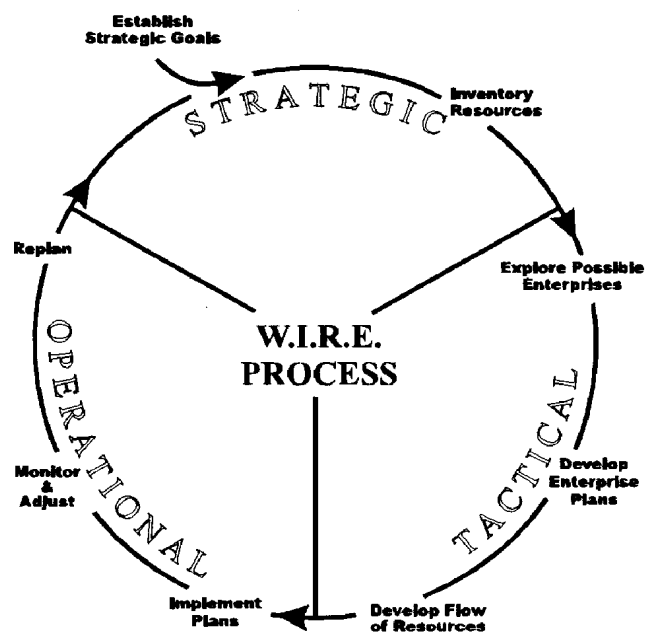 Establish
Strategic Goals
STRATEGIC
Inventory
Resources
Explore Possible
Enterprises
TACTICAL
Develop
Enterprise
Plans
Develop Flow
of Resources
Implement
Plans
OPERATIONAL
Monitor
&
Adjust
Replan
W.I.R.E.
PROCESS